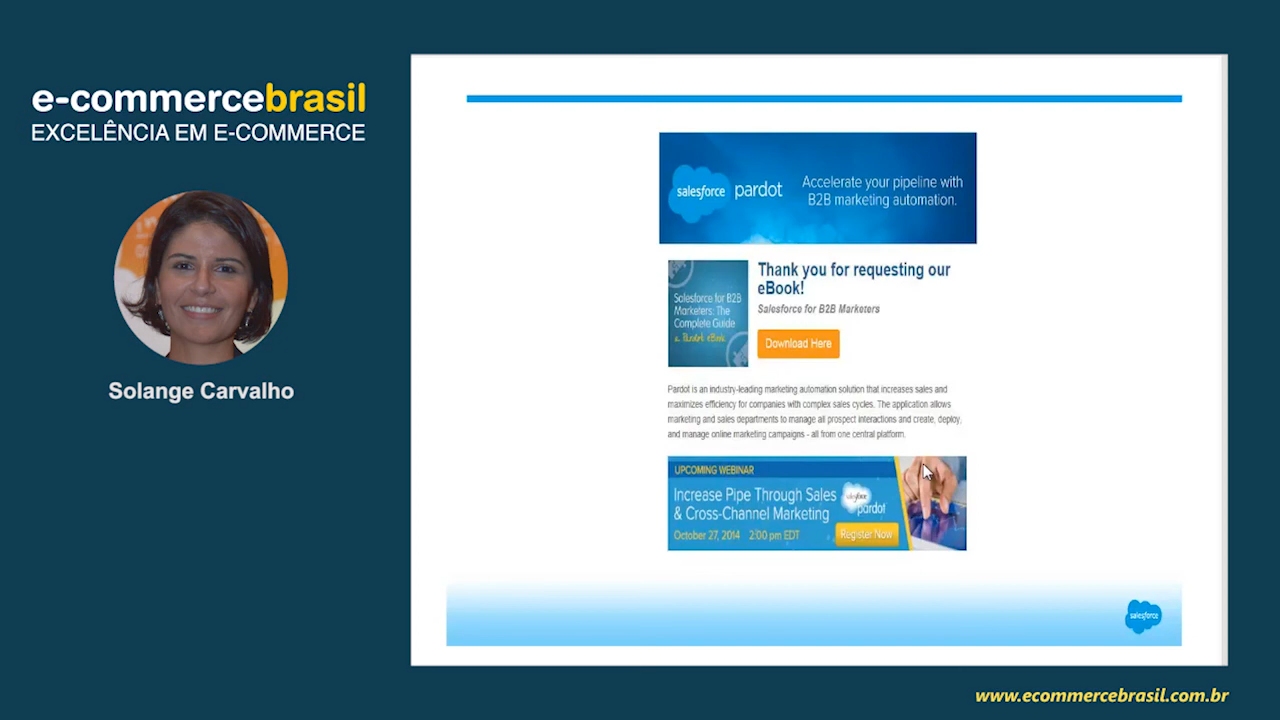 e-commercebrasil
EXCELÊNCIA EM E-COMMERCE
Solange Carvalho
salesforce pardot
Accelerate your pipeline with
B2B marketing automation.
Salesforce for B2B
Marketers: The
Complete Guide
a Pardot eBook
Thank you for requesting our
eBook!
Salesforce for B2B Marketers
Download Here
Pardot is an industry-leading marketing automation solution that increases sales and
maximizes efficiency for companies with complex sales cycles. The application allows
marketing and sales departments to manage all prospect interactions and create, deploy,
and manage online marketing campaigns - all from one central platform.
UPCOMING WEBINAR
Increase Pipe Through Sales
& Cross-Channel Marketing
October 27, 2014 2:00 pm EDT
salesforce
pardot
Register Now
salesforce
www.ecommercebrasil.com.br